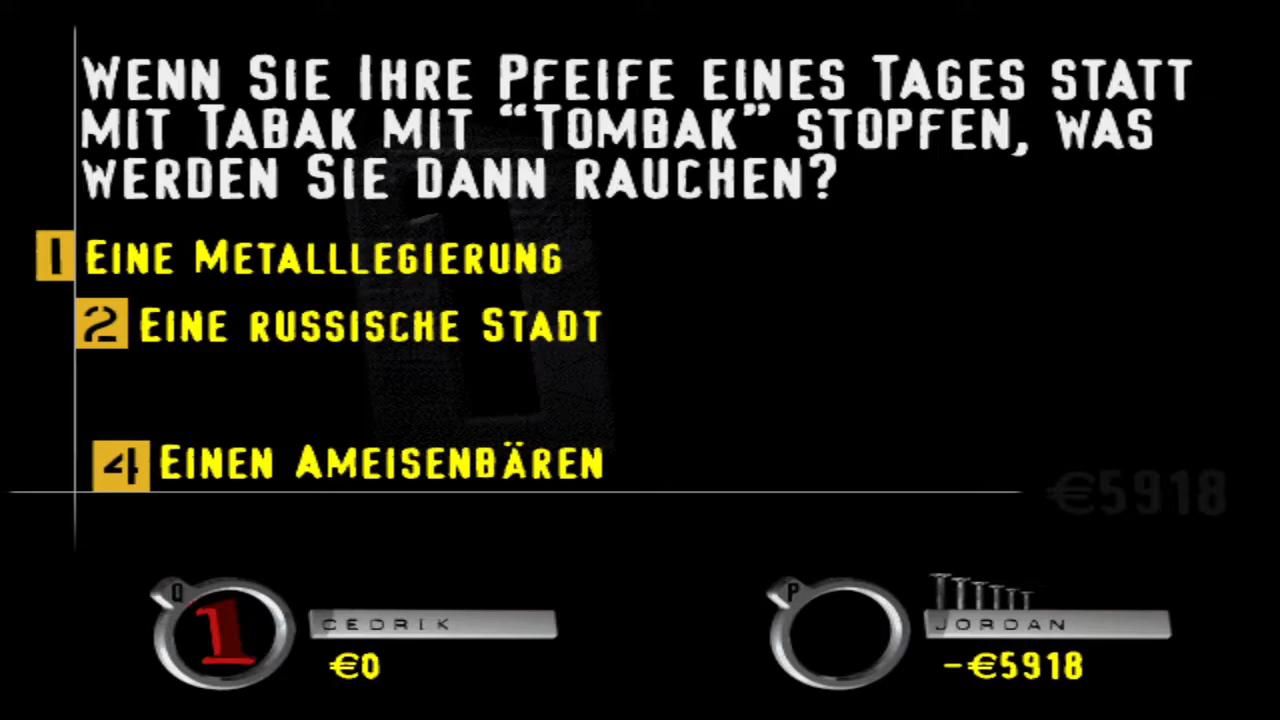 Wenn Sie Ihre Pfeife eines Tages statt
mit Tabak mit “Tombak” stopfen, was
werden Sie dann rauchen?
1 Eine Metalllegierung
2 Eine russische Stadt
4 Einen Ameisenbären
€5918
Q 1 CEDRIK
€0
P JORDAN
-€5918